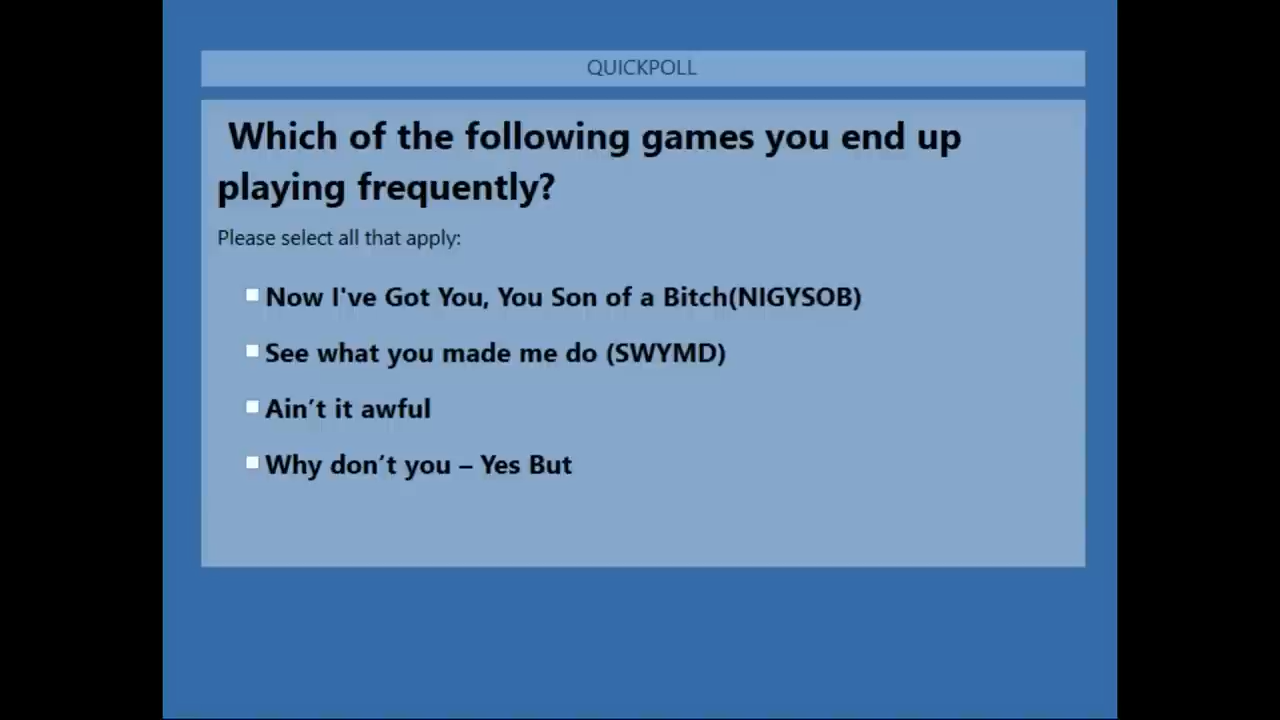 QUICKPOLL
Which of the following games you end up
playing frequently?
Please select all that apply:
Now I've Got You, You Son of a Bitch(NIGYSOB)
See what you made me do (SWYMD)
Ain’t it awful
Why don’t you – Yes But